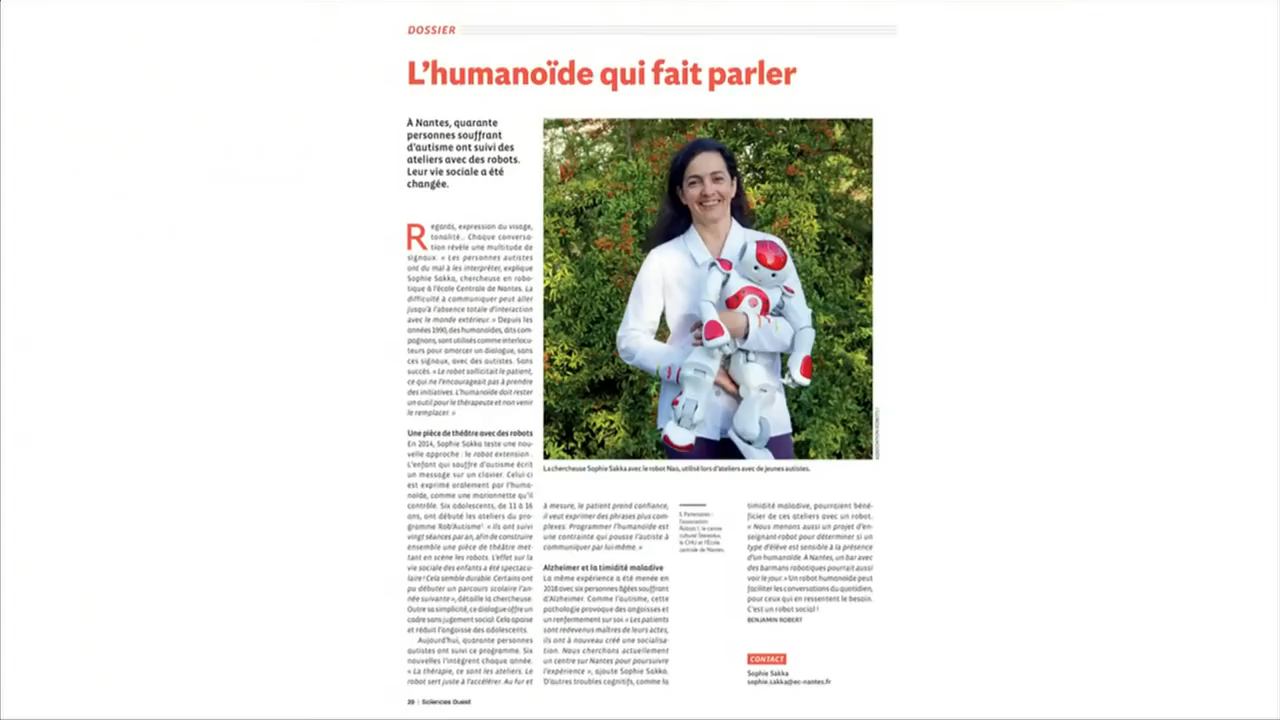 DOSSIER
L'humanoïde qui fait parler
À Nantes, quarante
personnes souffrant
d'autisme ont suivi des
ateliers avec des robots.
Leur vie sociale a été
changée.
Regards, expression du visage,
tonalité... Chaque conversa-
tion révèle une multitude de
signaux. « Les personnes autistes
ont du mal à les interpréter, explique
Sophie Sakka, chercheuse en robo-
tique à l'école Centrale de Nantes. La
difficulté à communiquer peut aller
jusqu'à l'absence totale d'interaction
avec le monde extérieur. » Depuis les
années 1990, des humanoïdes, dits com-
pagnons, sont utilisés comme interlocu-
teurs pour amorcer un dialogue, sans
ces signaux, avec des autistes. Sans
succès. « Le robot sollicitait le patient,
ce qui ne l'encourageait pas à prendre
des initiatives. L'humanoïde doit rester
un outil pour le thérapeute et non venir
le remplacer. »
Une pièce de théâtre avec des robots
En 2014, Sophie Sakka teste une nou-
velle approche : le robot extension.
L'enfant qui souffre d'autisme écrit
un message sur un clavier. Celui-ci
est exprimé oralement par l'huma-
noïde, comme une marionnette qu'il
contrôle. Six adolescents, de 11 à 16
ans, ont débuté les ateliers du pro-
gramme Rob'Autisme¹. « Ils ont suivi
vingt séances par an, afin de construire
ensemble une pièce de théâtre met-
tant en scène les robots. L'effet sur la
vie sociale des enfants a été spectacu-
laire ! Cela semble durable. Certains ont
pu débuter un parcours scolaire l'an-
née suivante », détaille la chercheuse.
Outre sa simplicité, ce dialogue offre un
cadre sans jugement social. Cela apaise
et réduit l'angoisse des adolescents.
Aujourd'hui, quarante personnes
autistes ont suivi ce programme. Six
nouvelles l'intègrent chaque année.
« La thérapie, ce sont les ateliers. Le
robot sert juste à l'accélérer. Au fur et
ASSOCIATION ROBOTS !
La chercheuse Sophie Sakka avec le robot Nao, utilisé lors d'ateliers avec de jeunes autistes.
à mesure, le patient prend confiance,
il veut exprimer des phrases plus com-
plexes. Programmer l'humanoïde est
une contrainte qui pousse l'autiste à
communiquer par lui-même. »
Alzheimer et la timidité maladive
La même expérience a été menée en
2018 avec six personnes âgées souffrant
d'Alzheimer. Comme l'autisme, cette
pathologie provoque des angoisses et
un renfermement sur soi. « Les patients
sont redevenus maîtres de leurs actes,
ils ont à nouveau créé une socialisa-
tion. Nous cherchons actuellement
un centre sur Nantes pour poursuivre
l'expérience », ajoute Sophie Sakka.
D'autres troubles cognitifs, comme la
1. Partenaires :
l'association
Robots !, le centre
culturel Stereolux,
le CHU et l'École
centrale de Nantes.
timidité maladive, pourraient béné-
ficier de ces ateliers avec un robot.
« Nous menons aussi un projet d'en-
seignant-robot pour déterminer si un
type d'élève est sensible à la présence
d'un humanoïde. À Nantes, un bar avec
des barmans robotiques pourrait aussi
voir le jour. » Un robot humanoïde peut
faciliter les conversations du quotidien,
pour ceux qui en ressentent le besoin.
C'est un robot social !
BENJAMIN ROBERT
CONTACT
Sophie Sakka
sophie.sakka@ec-nantes.fr
20 | Sciences Ouest